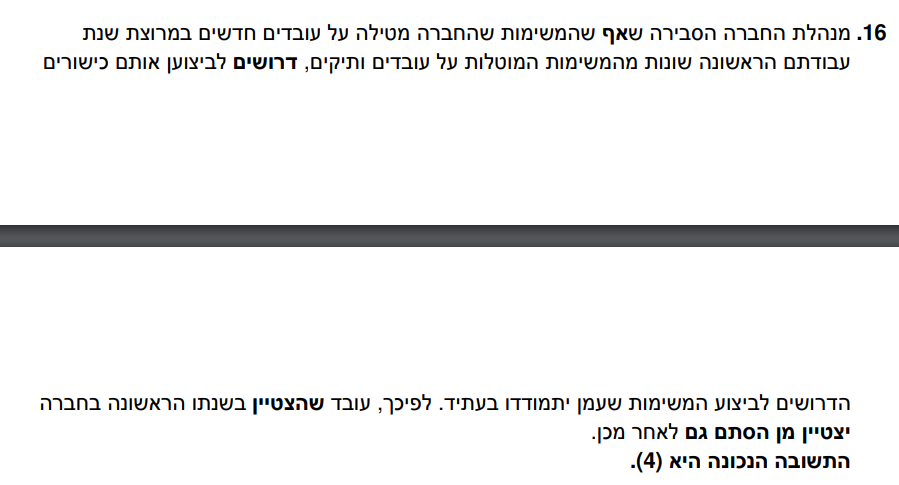 16. מנהלת החברה הסבירה שאף שהמשימות שהחברה מטילה על עובדים חדשים במרוצת שנת
עבודתם הראשונה שונות מהמשימות המוטלות על עובדים ותיקים, דרושים לביצוען אותם כישורים
הדרושים לביצוע המשימות שעמן יתמודדו בעתיד. לפיכך, עובד שהצטיין בשנתו הראשונה בחברה
יצטיין מן הסתם גם לאחר מכן.
התשובה הנכונה היא (4).